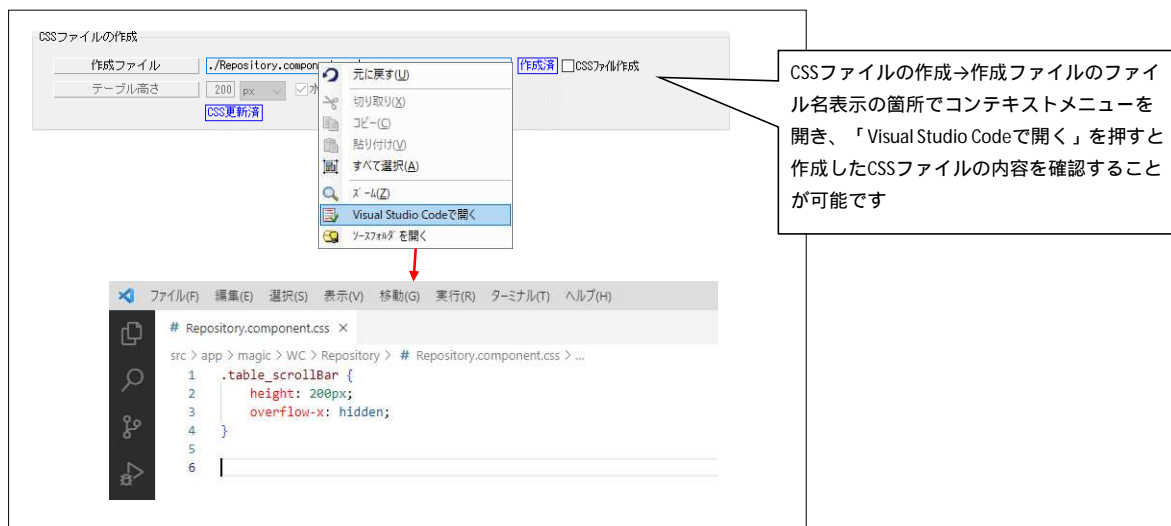 CSSファイルの作成
作成ファイル
./Repository.compon
作成済
CSSファイル作成
テーブル高さ
200 px
CSS更新済
元に戻す(U)
切り取り(X)
コピー(C)
貼り付け(V)
すべて選択(A)
ズーム(Z)
Visual Studio Codeで開く
ソースフォルダを開く
CSSファイルの作成→作成ファイルのファイ
ル名表示の箇所でコンテキストメニューを
開き、「Visual Studio Codeで開く」を押すと
作成したCSSファイルの内容を確認すること
が可能です
ファイル(F) 編集(E) 選択(S) 表示(V) 移動(G) 実行(R) ターミナル(T) ヘルプ(H)
# Repository.component.css ×
src > app > magic > WC > Repository > # Repository.component.css > ...
1 .table_scrollBar {
2 height: 200px;
3 overflow-x: hidden;
4 }
5
6